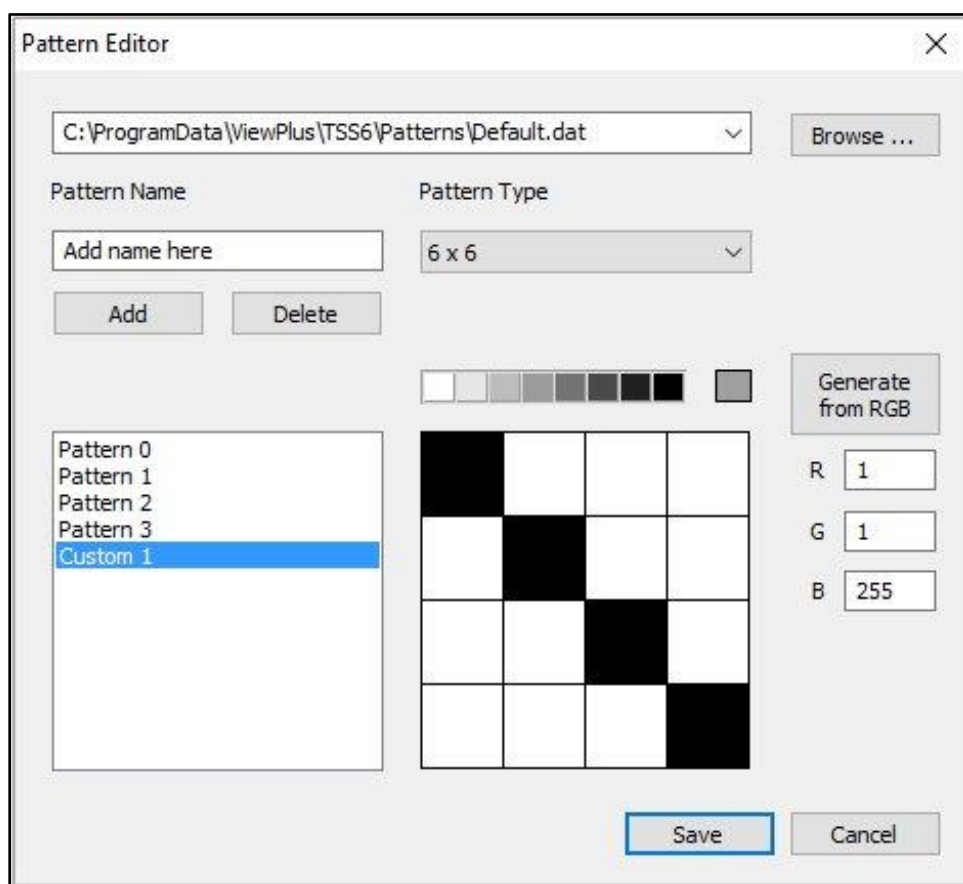 Pattern Editor
C:\ProgramData\ViewPlus\TSS6\Patterns\Default.dat
Browse ...
Pattern Name
Pattern Type
Add name here
6 x 6
Add
Delete
Generate
from RGB
Pattern 0
Pattern 1
Pattern 2
Pattern 3
Custom 1
R 1
G 1
B 255
Save
Cancel